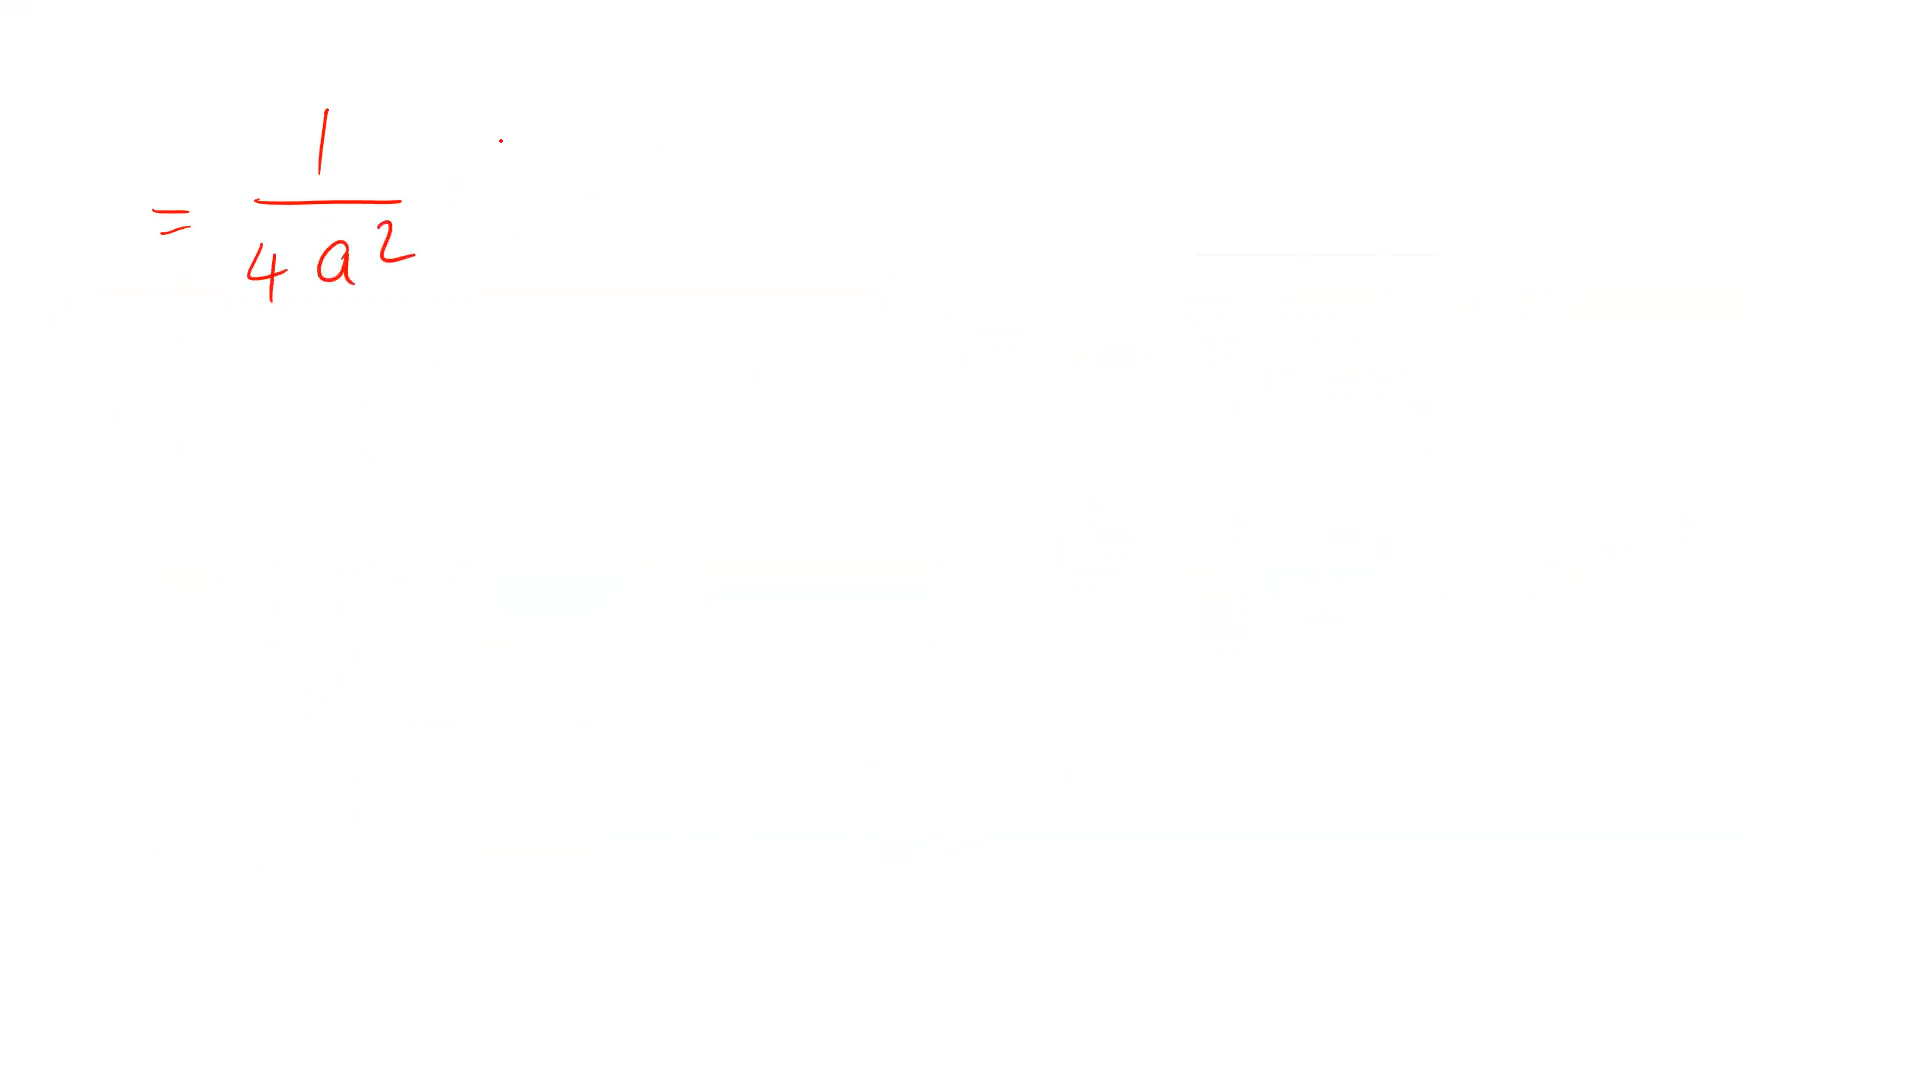 = 1/4a²